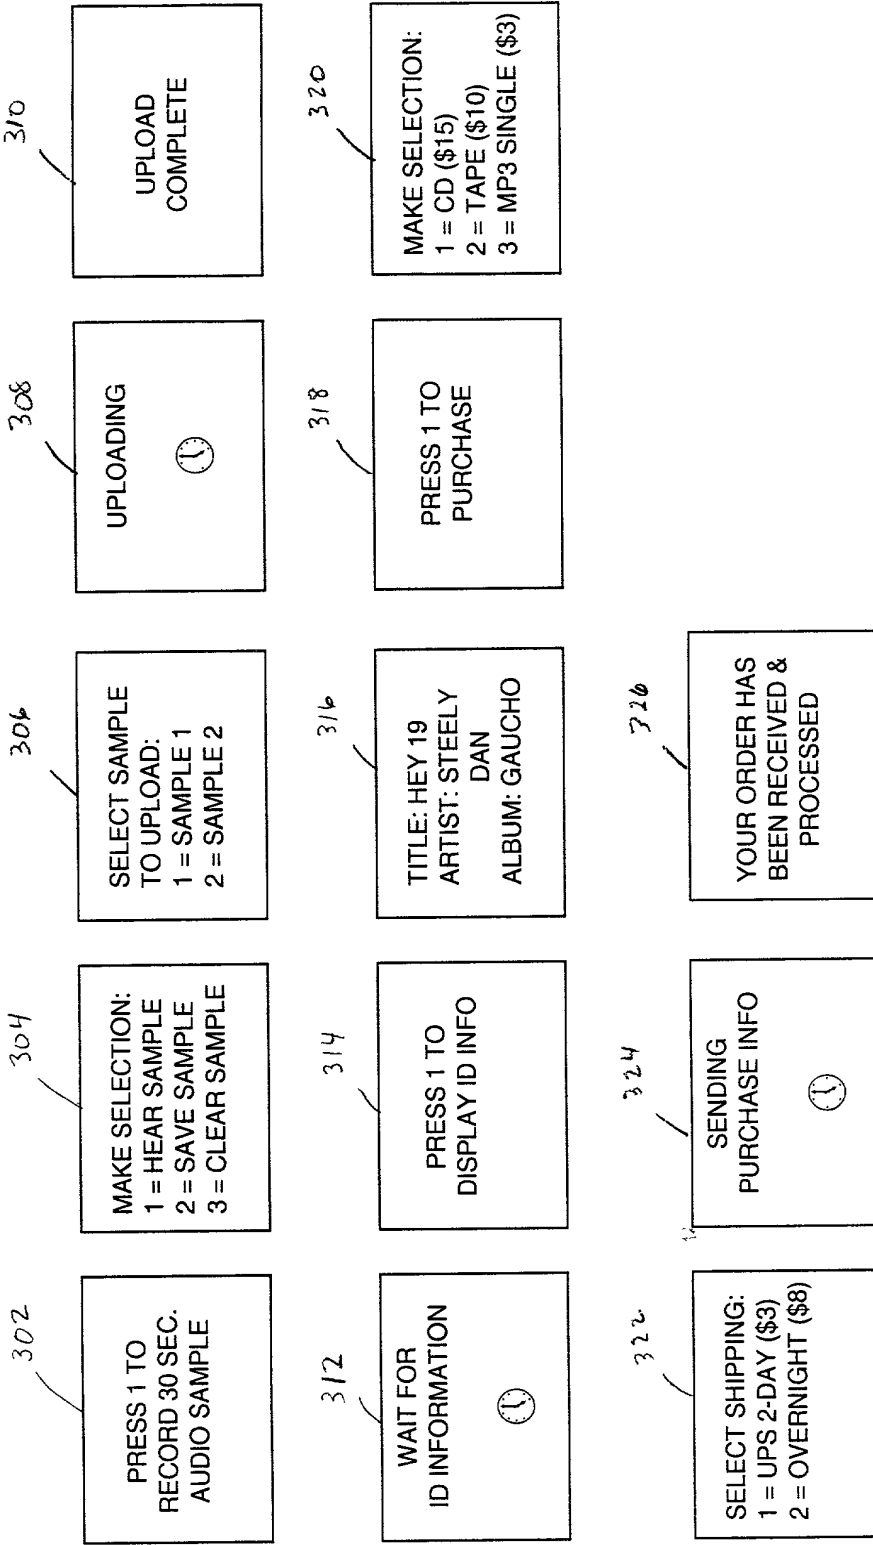 302
PRESS 1 TO
RECORD 30 SEC.
AUDIO SAMPLE
304
MAKE SELECTION:
1 = HEAR SAMPLE
2 = SAVE SAMPLE
3 = CLEAR SAMPLE
306
SELECT SAMPLE
TO UPLOAD:
1 = SAMPLE 1
2 = SAMPLE 2
308
UPLOADING
310
UPLOAD
COMPLETE
312
WAIT FOR
ID INFORMATION
314
PRESS 1 TO
DISPLAY ID INFO
316
TITLE: HEY 19
ARTIST: STEELY
DAN
ALBUM: GAUCHO
318
PRESS 1 TO
PURCHASE
320
MAKE SELECTION:
1 = CD ($15)
2 = TAPE ($10)
3 = MP3 SINGLE ($3)
322
SELECT SHIPPING:
1 = UPS 2-DAY ($3)
2 = OVERNIGHT ($8)
324
SENDING
PURCHASE INFO
326
YOUR ORDER HAS
BEEN RECEIVED &
PROCESSED